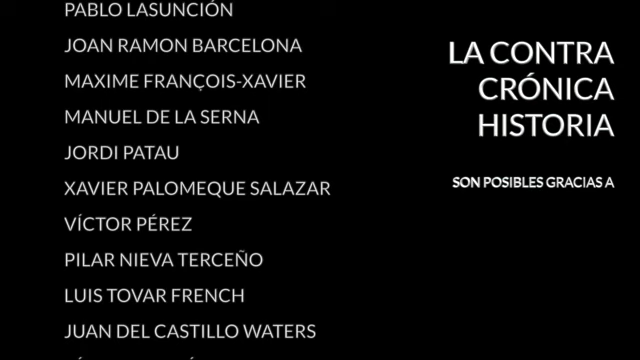 PABLO LASUNCIÓN
JOAN RAMON BARCELONA
MAXIME FRANÇOIS-XAVIER
MANUEL DE LA SERNA
JORDI PATAU
XAVIER PALOMEQUE SALAZAR
VÍCTOR PÉREZ
PILAR NIEVA TERCEÑO
LUIS TOVAR FRENCH
JUAN DEL CASTILLO WATERS
LA CONTRA
CRÓNICA
HISTORIA
SON POSIBLES GRACIAS A